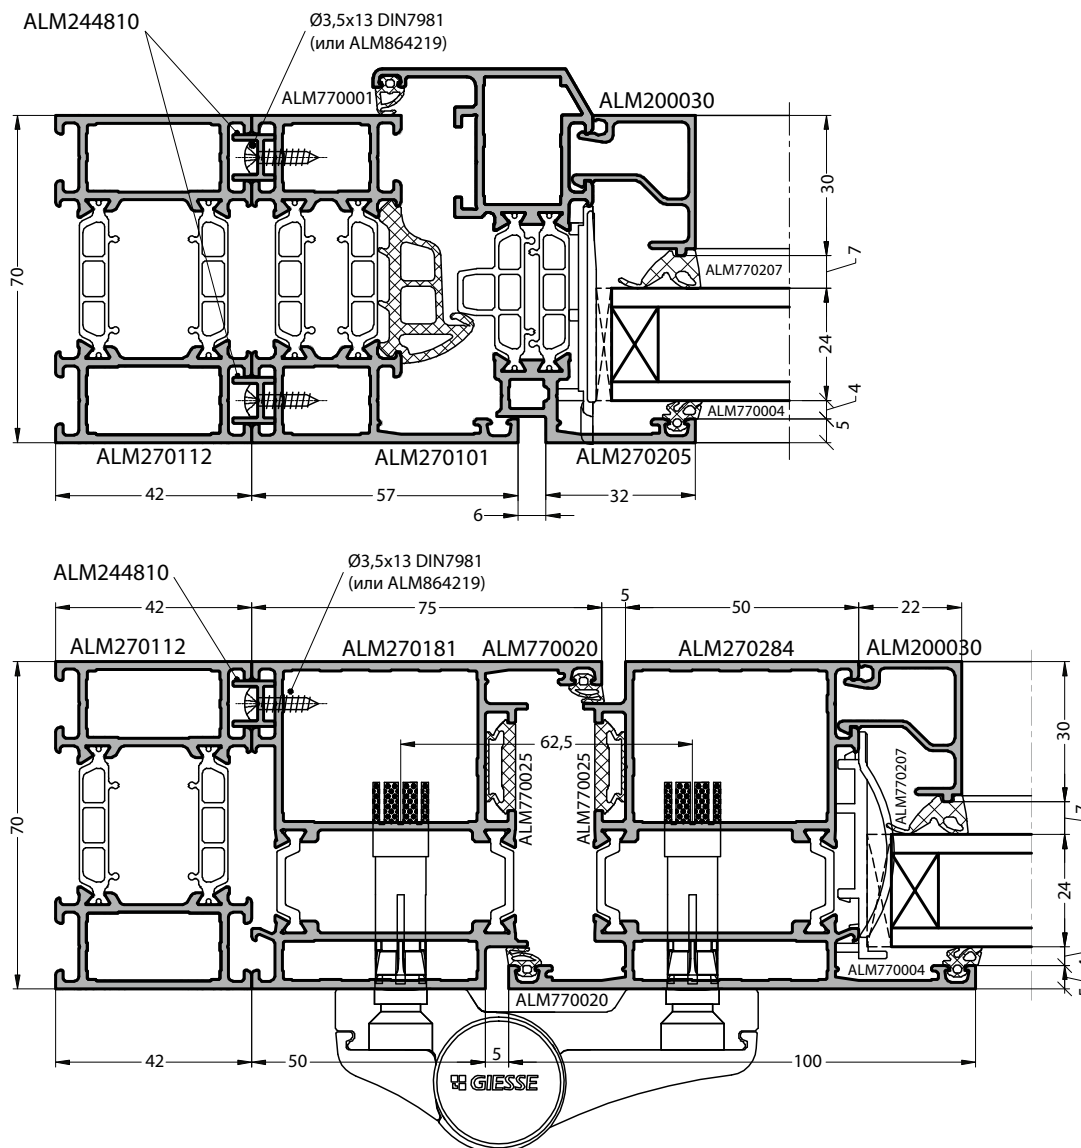 ALM244810
Ø3,5x13 DIN7981
(или ALM864219)
ALM770001
ALM200030
70
30
7
ALM770207
24
ALM770004
4
5
ALM270112
ALM270101
ALM270205
42
57
32
6
ALM244810
Ø3,5x13 DIN7981
(или ALM864219)
42
75
5
50
22
ALM270112
ALM270181
ALM770020
ALM270284
ALM200030
70
62,5
ALM770025
ALM770025
ALM770207
30
7
24
ALM770004
4
5
ALM770020
42
50
5
100
GIESSE